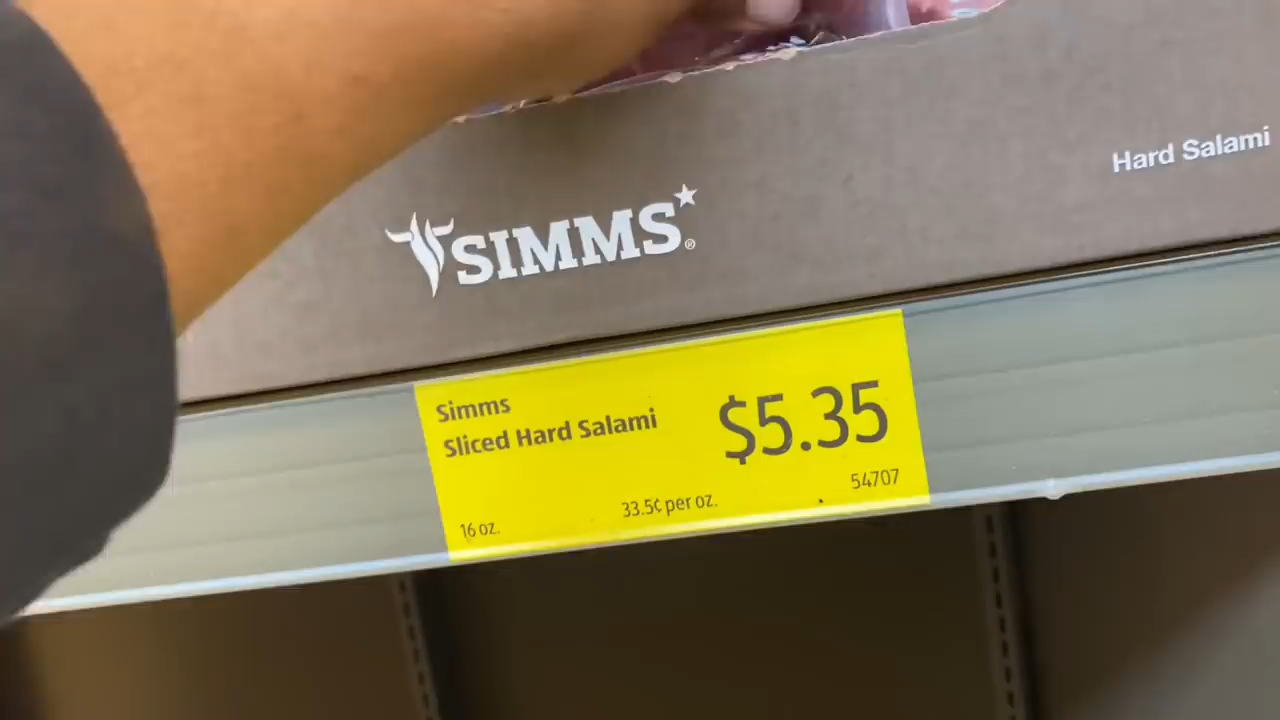 Hard Salami
SIMMS®
Simms
Sliced Hard Salami
$5.35
54707
33.5¢ per oz.
16 oz.